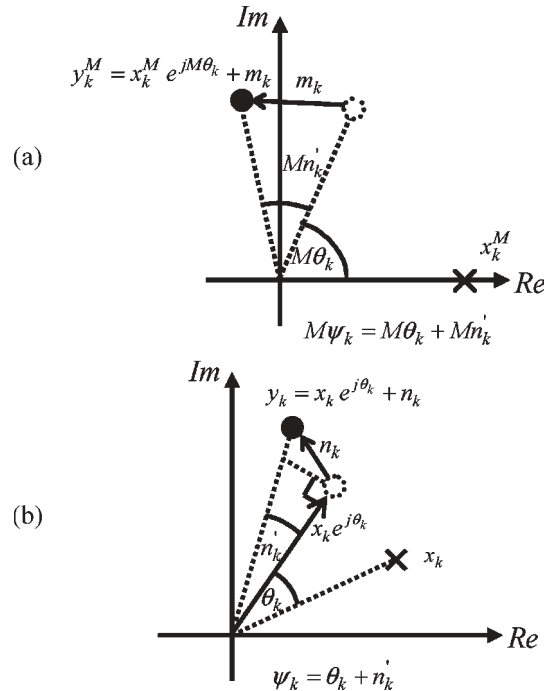 Im
y_k^M = x_k^M e^{jMθ_k} + m_k
m_k
(a)
Mn'_k
Mθ_k
x_k^M
Re
Mψ_k = Mθ_k + Mn'_k
Im
y_k = x_k e^{jθ_k} + n_k
n_k
(b)
x_k e^{jθ_k}
n'_k
x_k
θ_k
Re
ψ_k = θ_k + n'_k